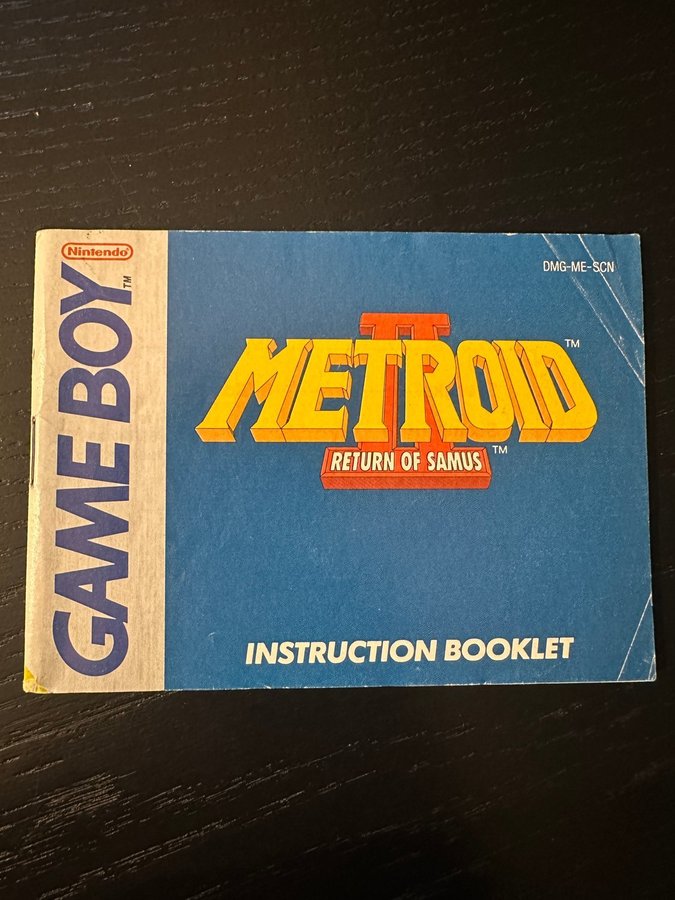 Nintendo
GAME BOY™
DMG-ME-SCN
II
METROID™
RETURN OF SAMUS™
INSTRUCTION BOOKLET